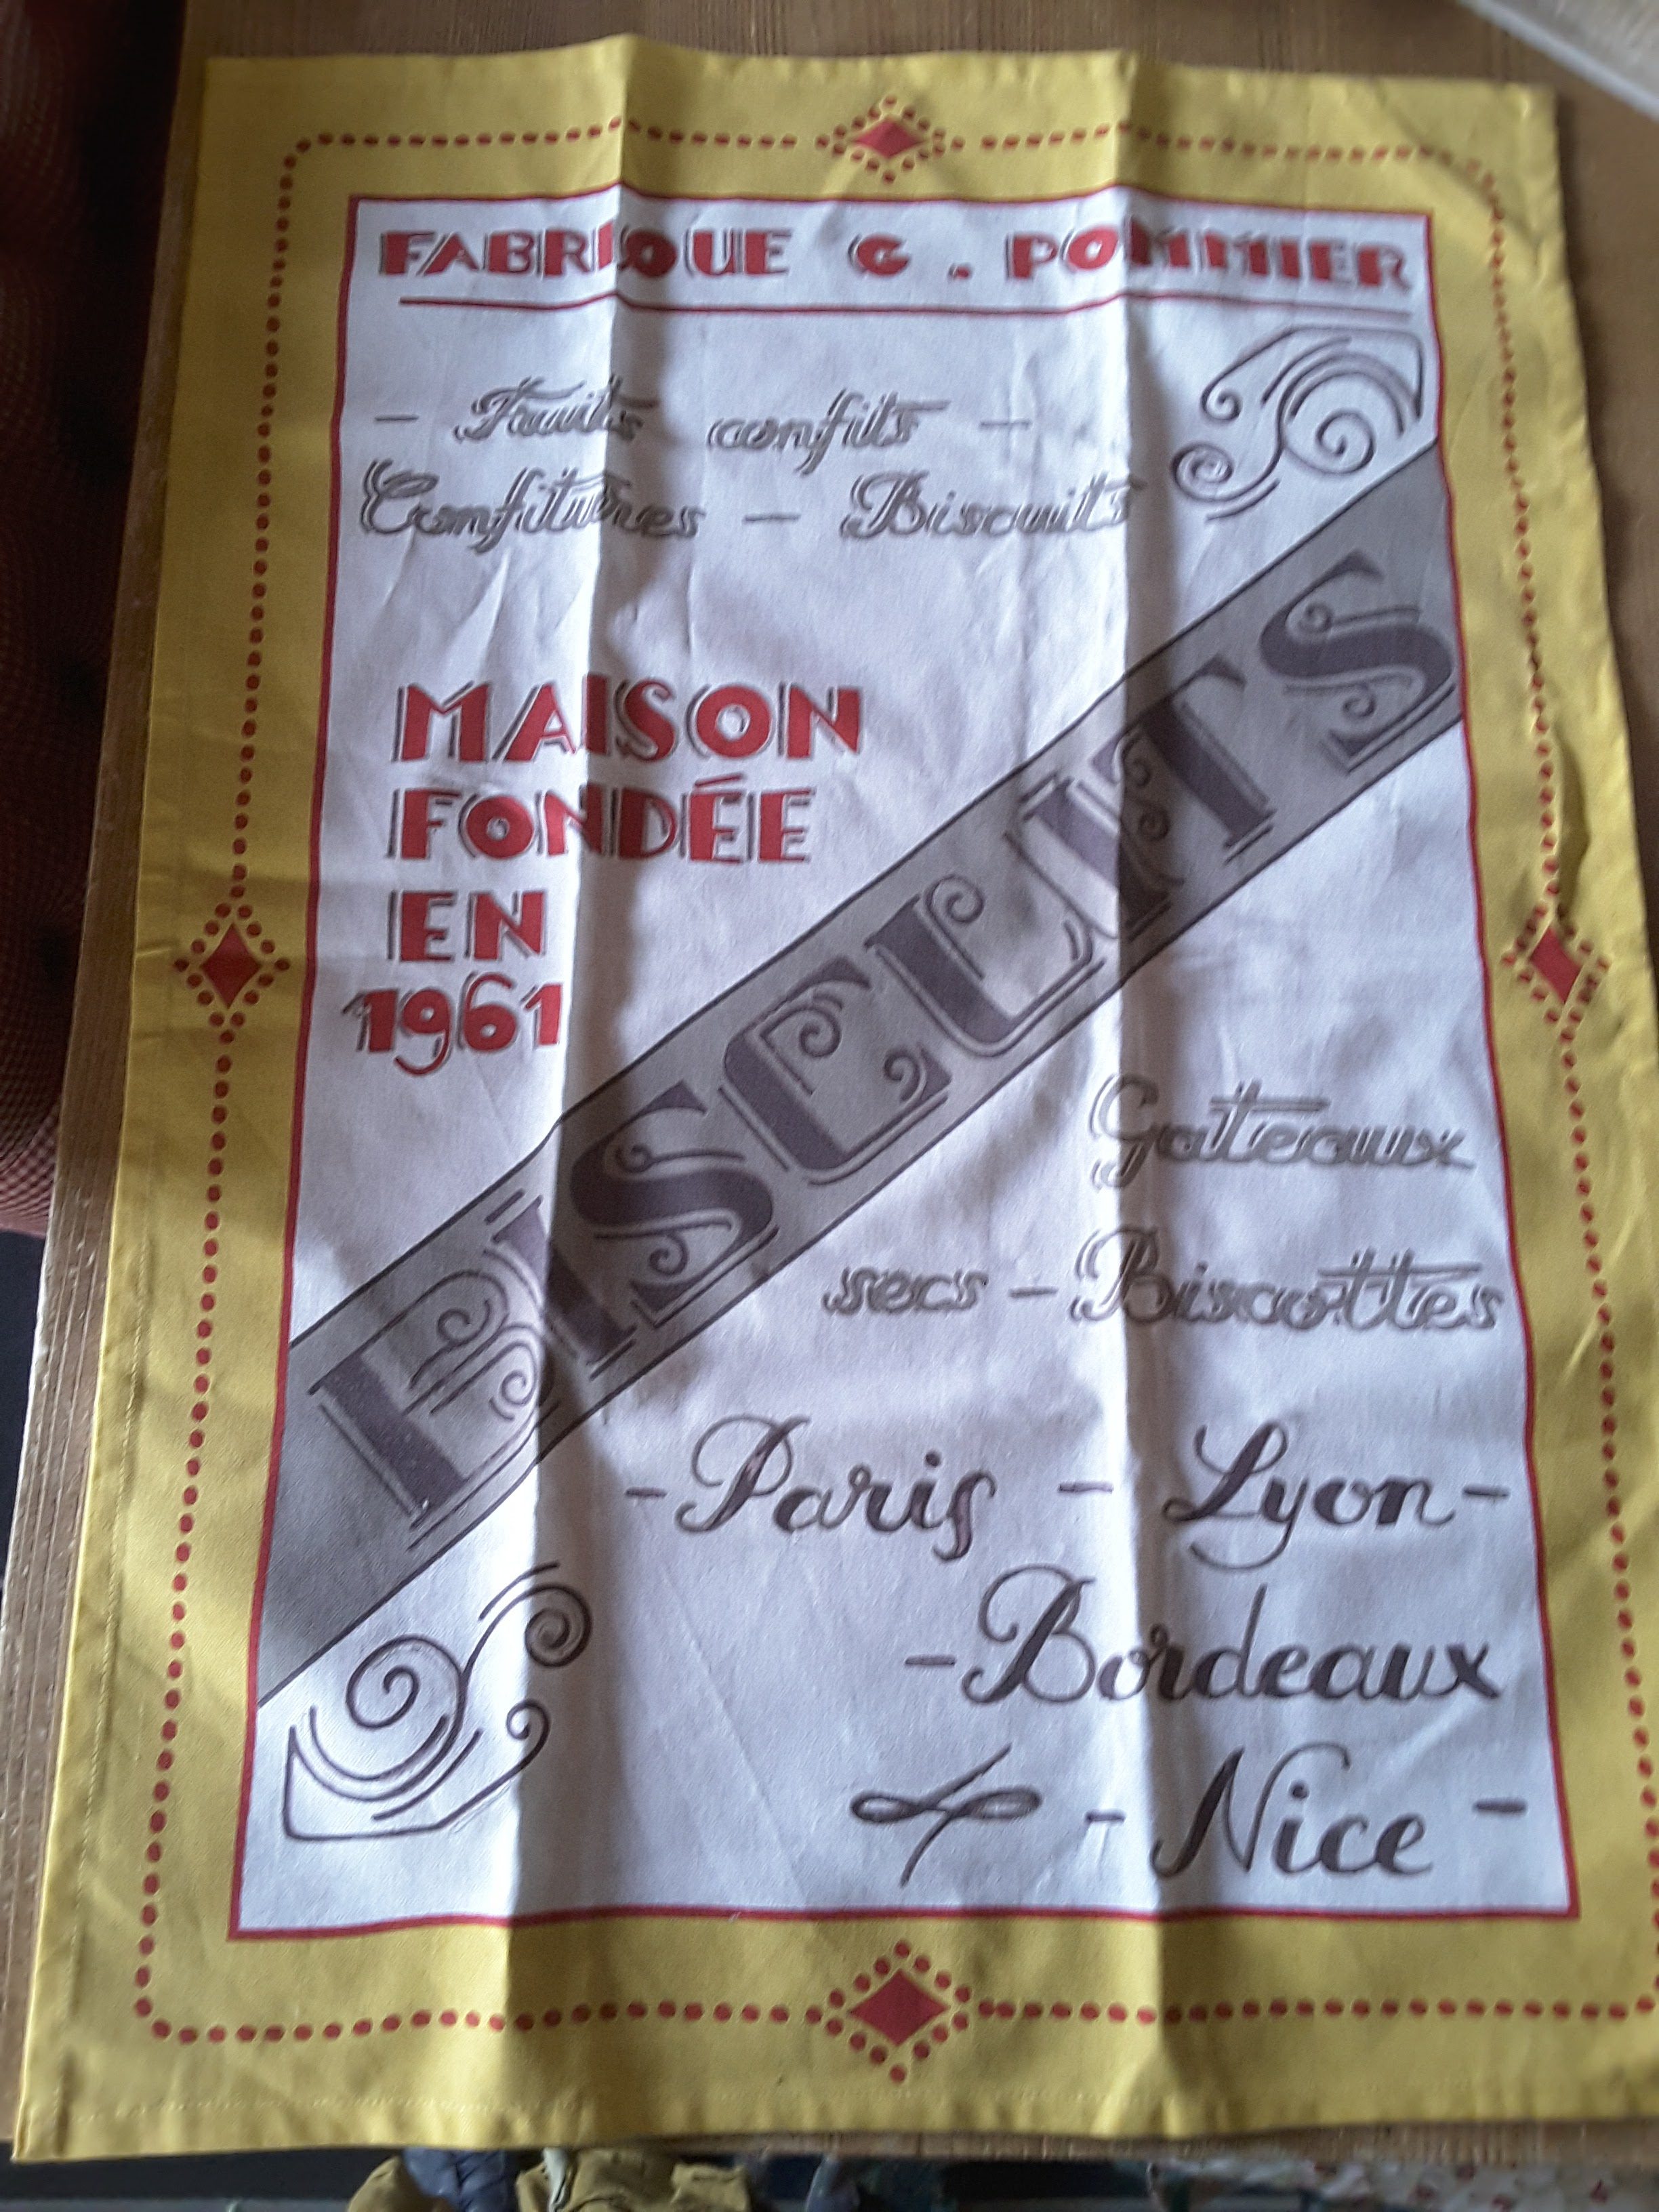 FABRIQUE G . POMMIER
- Fruits confits -
Confitures - Biscuits
MAISON
FONDÉE
EN
1961
BISCUITS
Gateaux
secs - Biscottes
- Paris - Lyon -
- Bordeaux
- Nice -